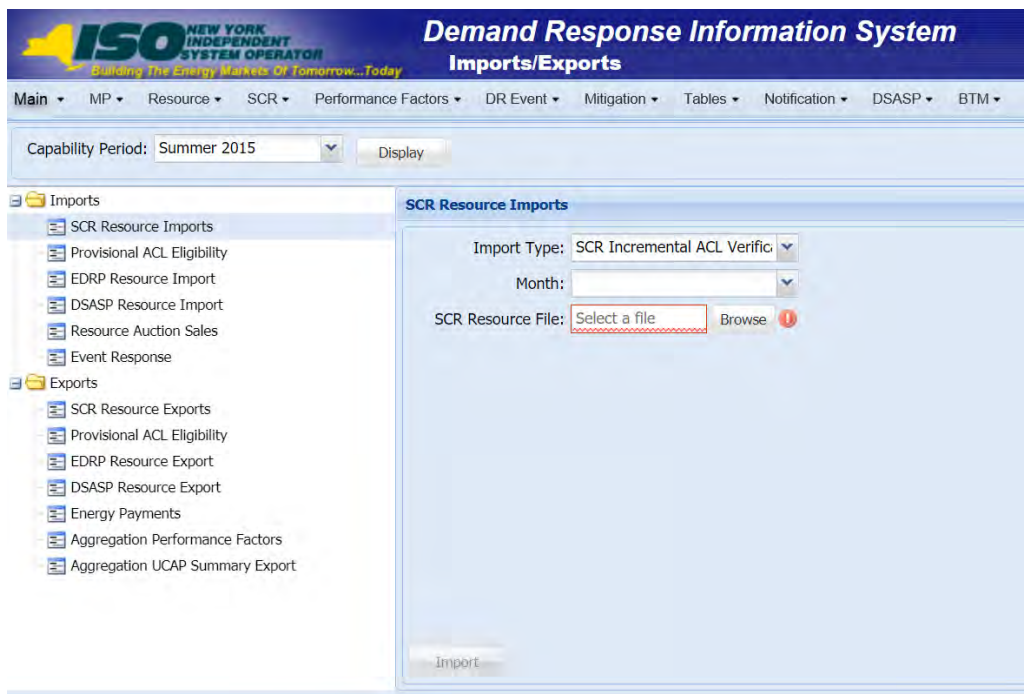 NEW YORK
INDEPENDENT
SYSTEM OPERATOR
ISO
Building The Energy Markets Of Tomorrow...Today
Demand Response Information System
Imports/Exports
Main MP Resource SCR Performance Factors DR Event Mitigation Tables Notification DSASP BTM
Capability Period: Summer 2015 Display
Imports
SCR Resource Imports
Provisional ACL Eligibility
EDRP Resource Import
DSASP Resource Import
Resource Auction Sales
Event Response
Exports
SCR Resource Exports
Provisional ACL Eligibility
EDRP Resource Export
DSASP Resource Export
Energy Payments
Aggregation Performance Factors
Aggregation UCAP Summary Export
SCR Resource Imports
Import Type: SCR Incremental ACL Verific
Month:
SCR Resource File: Select a file Browse
Import